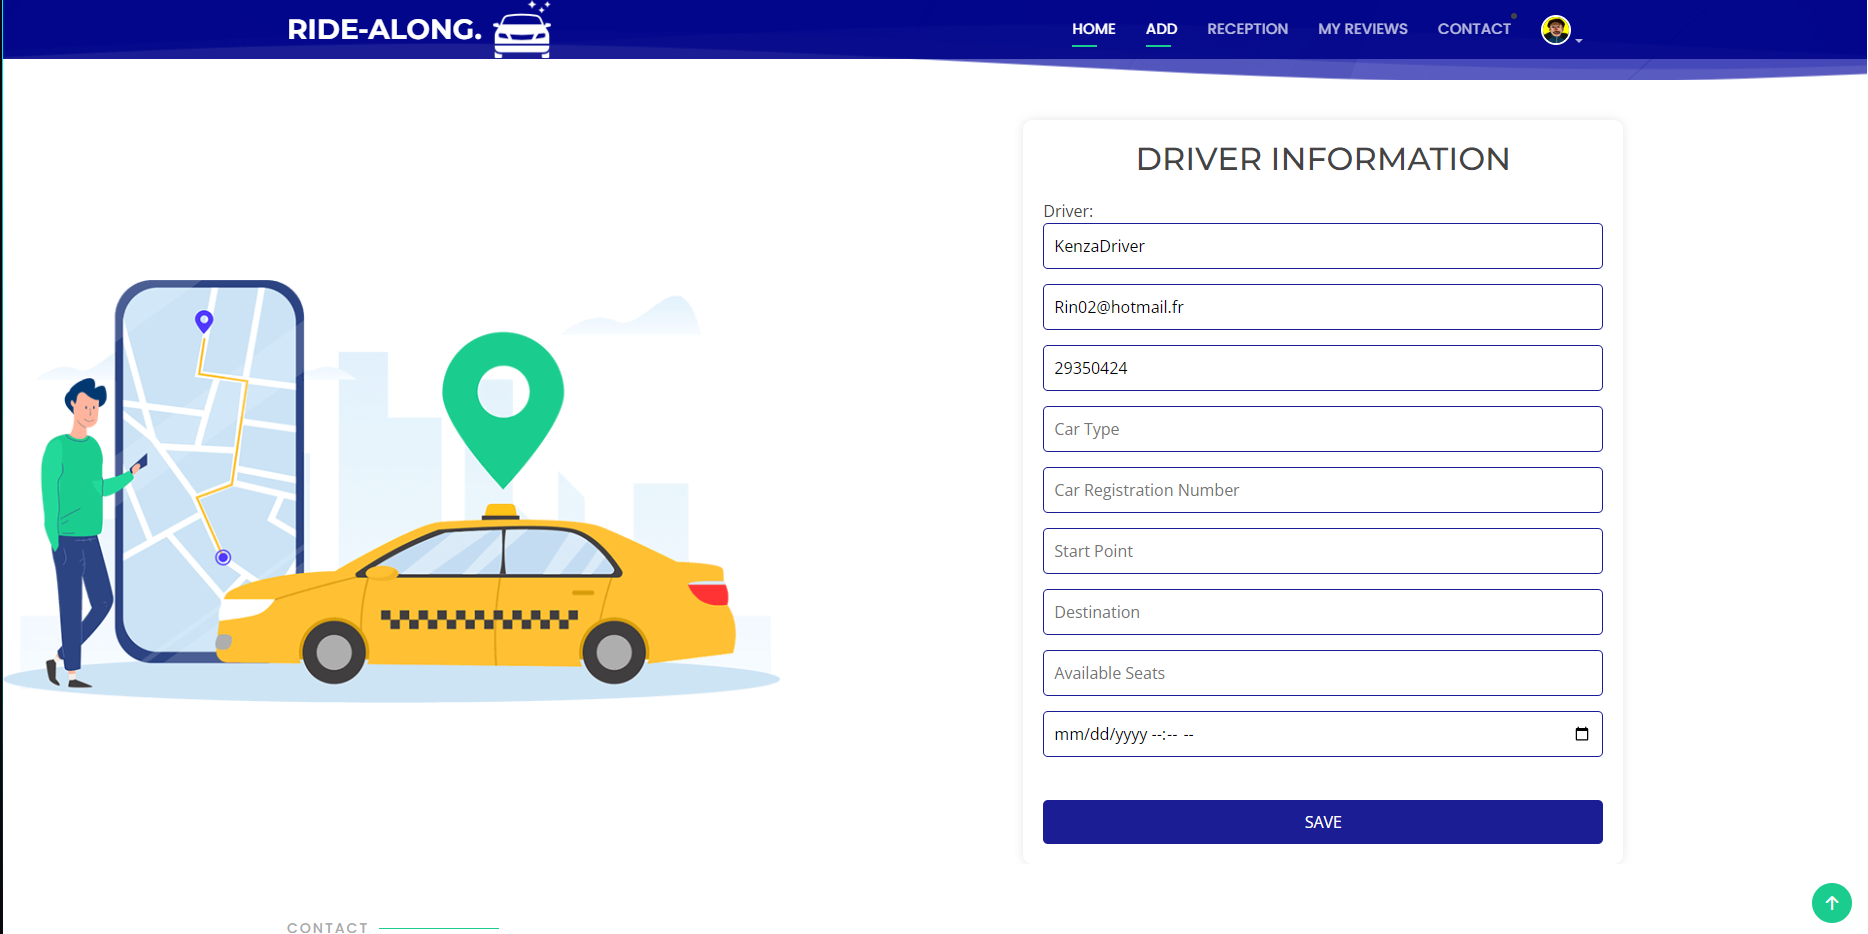 RIDE-ALONG.
HOME ADD RECEPTION MY REVIEWS CONTACT
DRIVER INFORMATION
Driver:
KenzaDriver
Rin02@hotmail.fr
29350424
Car Type
Car Registration Number
Start Point
Destination
Available Seats
mm/dd/yyyy --:-- --
SAVE
CONTACT